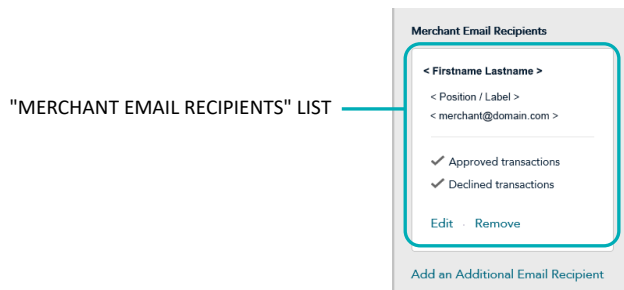 Merchant Email Recipients
< Firstname Lastname >
< Position / Label >
"MERCHANT EMAIL RECIPIENTS" LIST
< merchant@domain.com >
Approved transactions
Declined transactions
Edit · Remove
Add an Additional Email Recipient